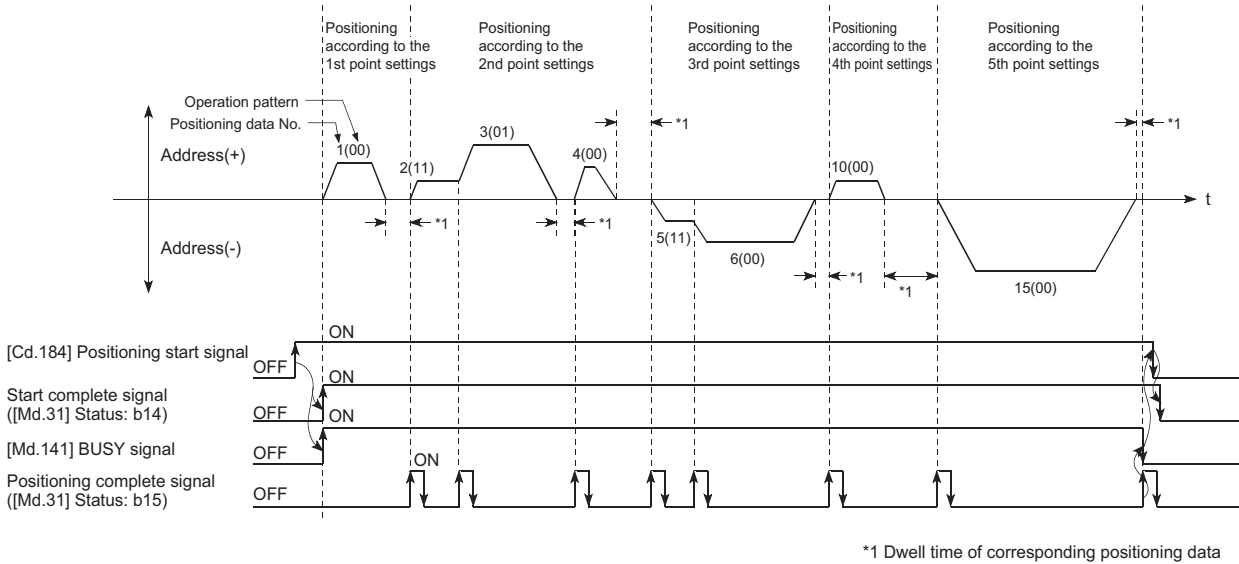 Positioning
according to the
1st point settings
Positioning
according to the
2nd point settings
Positioning
according to the
3rd point settings
Positioning
according to the
4th point settings
Positioning
according to the
5th point settings
Operation pattern
Positioning data No.
Address(+)
Address(-)
1(00)
2(11)
3(01)
4(00)
5(11)
6(00)
10(00)
15(00)
*1
*1
*1
*1
*1
*1
t
[Cd.184] Positioning start signal
OFF
ON
Start complete signal
([Md.31] Status: b14)
OFF
ON
[Md.141] BUSY signal
OFF
ON
Positioning complete signal
([Md.31] Status: b15)
OFF
ON
*1 Dwell time of corresponding positioning data